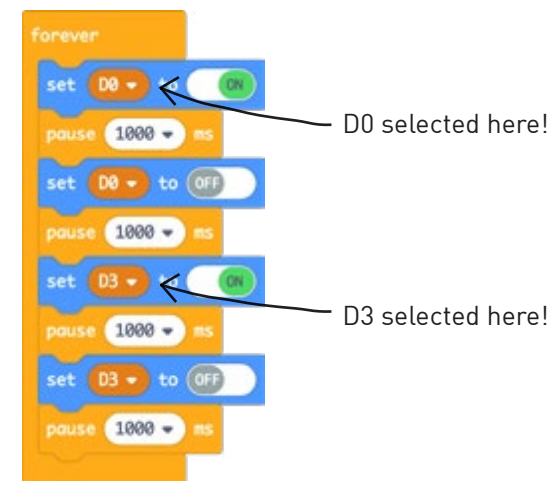 forever
set D0 to ON
D0 selected here!
pause 1000 ms
set D0 to OFF
pause 1000 ms
set D3 to ON
D3 selected here!
pause 1000 ms
set D3 to OFF
pause 1000 ms